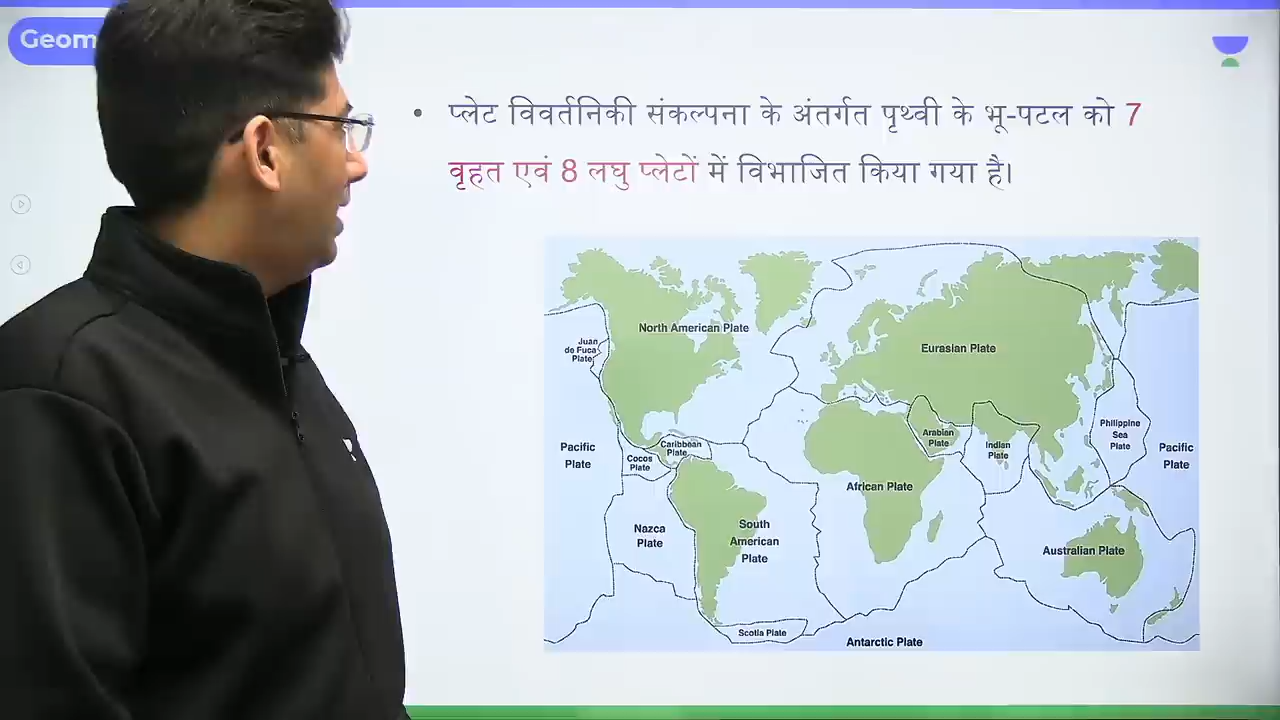 Geom
• प्लेट विवर्तनिकी संकल्पना के अंतर्गत पृथ्वी के भू-पटल को 7
वृहत एवं 8 लघु प्लेटों में विभाजित किया गया है।
North American Plate
Juan
de Fuca
Plate
Eurasian Plate
Caribbean
Plate
Cocos
Plate
Arabian
Plate
Indian
Plate
Philippine
Sea
Plate
Pacific
Plate
Pacific
Plate
African Plate
Nazca
Plate
South
American
Plate
Australian Plate
Scotia Plate
Antarctic Plate